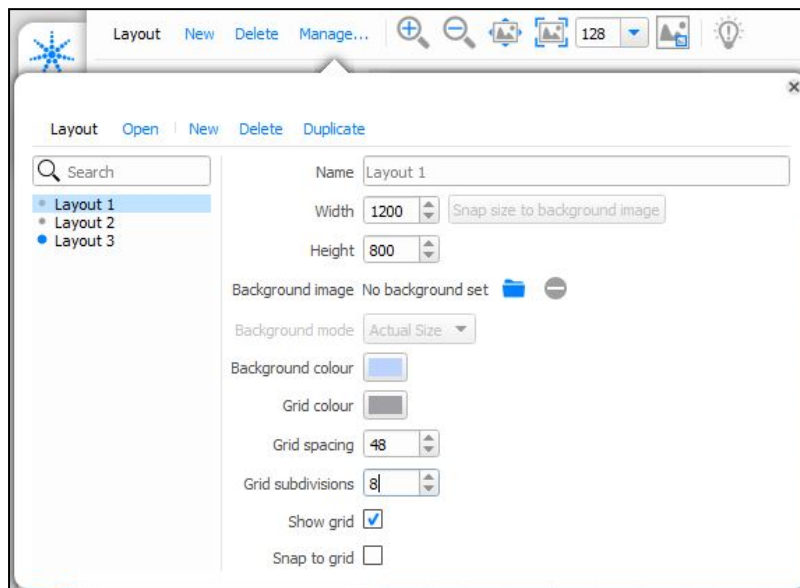 Layout New Delete Manage... 128
Layout Open New Delete Duplicate
Search
Layout 1
Layout 2
Layout 3
Name Layout 1
Width 1200 Snap size to background image
Height 800
Background image No background set
Background mode Actual Size
Background colour
Grid colour
Grid spacing 48
Grid subdivisions 8
Show grid
Snap to grid